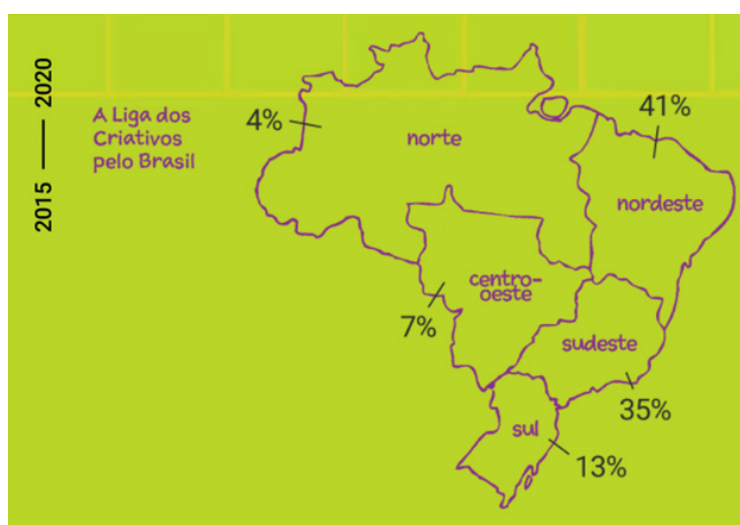 2015 — 2020
A Liga dos
Criativos
pelo Brasil
4%
norte
41%
nordeste
centro-
oeste
7%
sudeste
35%
sul
13%